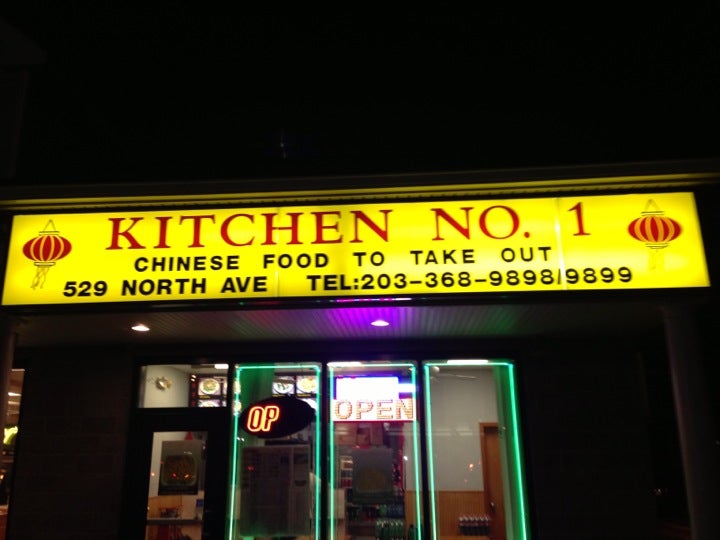 KITCHEN NO. 1
CHINESE FOOD TO TAKE OUT
529 NORTH AVE TEL:203-368-9898/9899
OP
OPEN